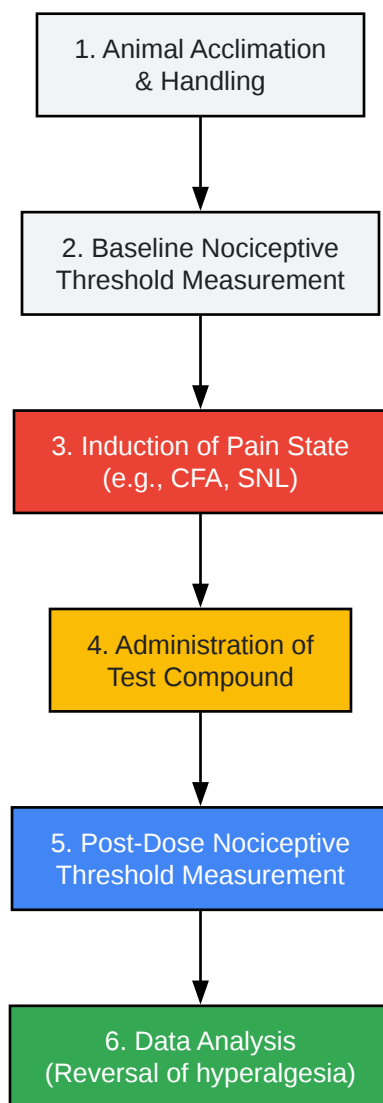 1. Animal Acclimation
& Handling
2. Baseline Nociceptive
Threshold Measurement
3. Induction of Pain State
(e.g., CFA, SNL)
4. Administration of
Test Compound
5. Post-Dose Nociceptive
Threshold Measurement
6. Data Analysis
(Reversal of hyperalgesia)